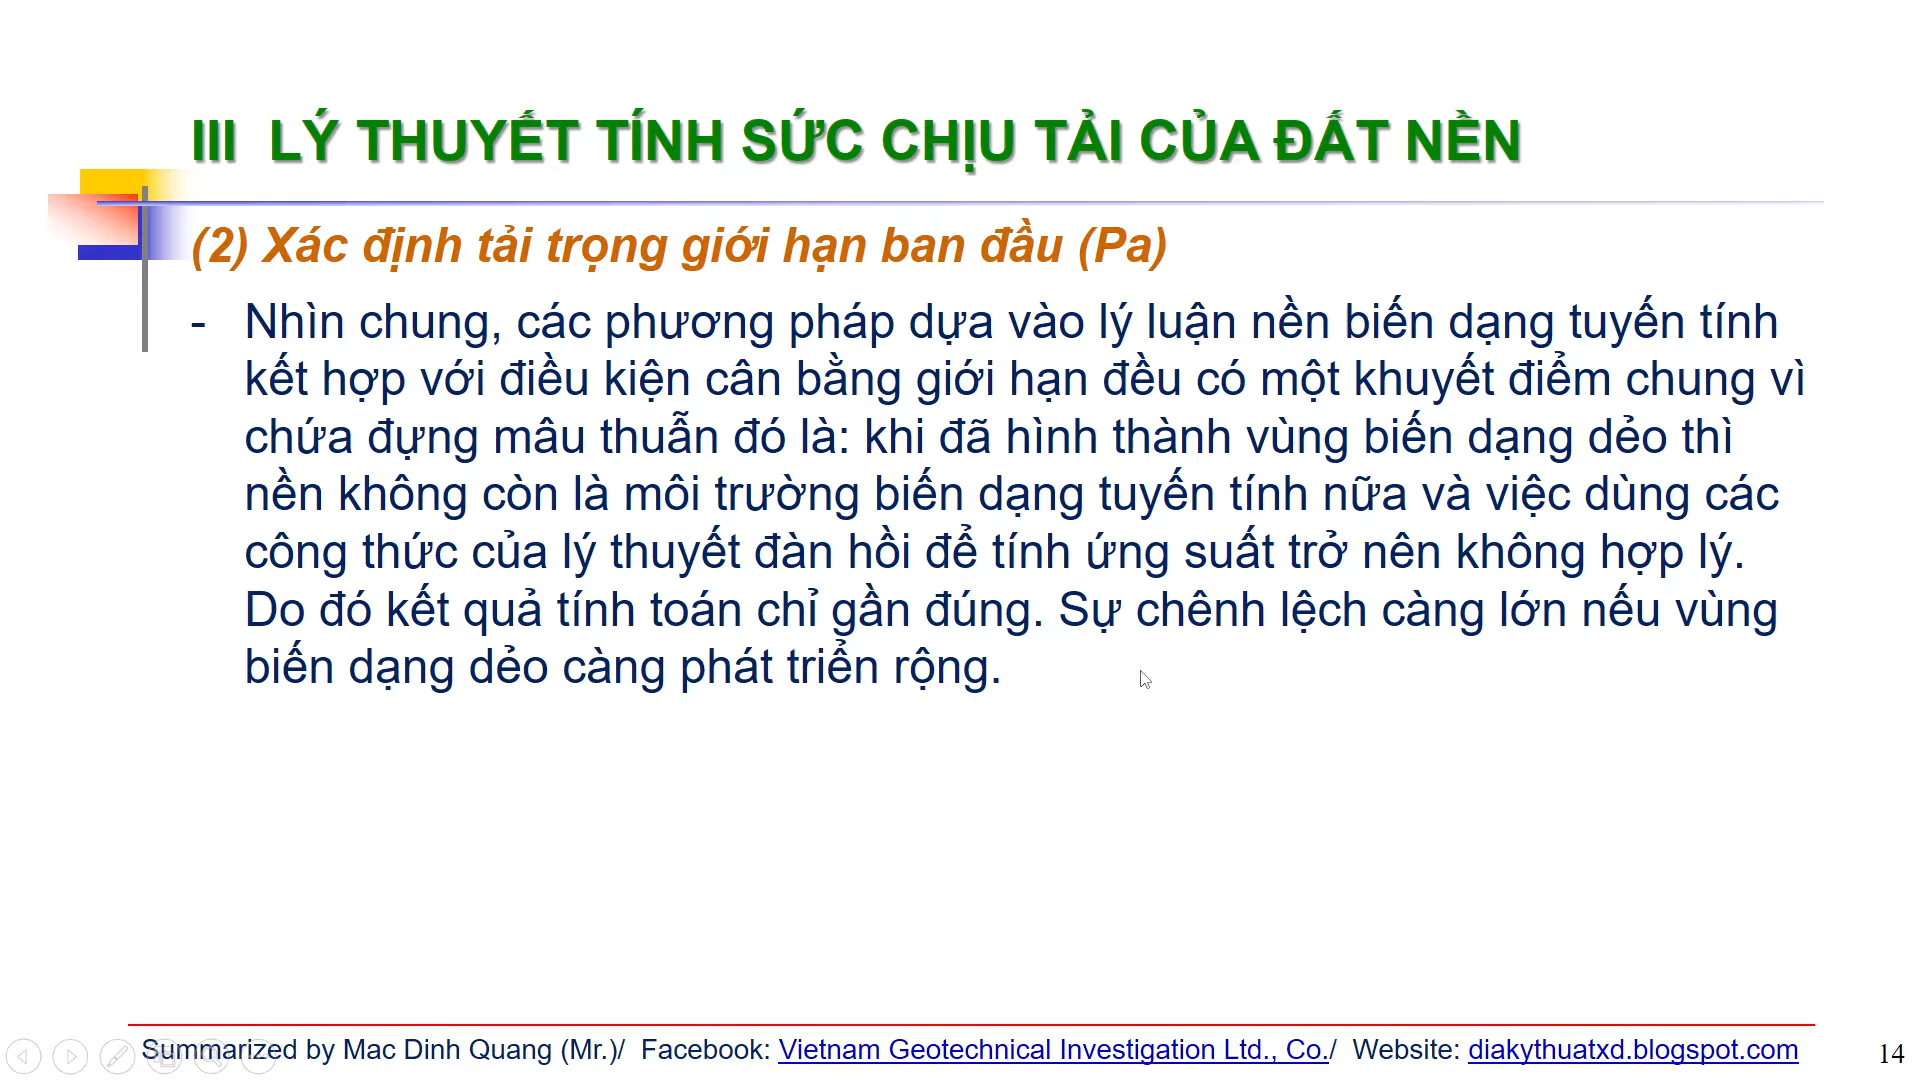 III LÝ THUYẾT TÍNH SỨC CHỊU TẢI CỦA ĐẤT NỀN
(2) Xác định tải trọng giới hạn ban đầu (Pa)
- Nhìn chung, các phương pháp dựa vào lý luận nền biến dạng tuyến tính
kết hợp với điều kiện cân bằng giới hạn đều có một khuyết điểm chung vì
chứa đựng mâu thuẫn đó là: khi đã hình thành vùng biến dạng dẻo thì
nền không còn là môi trường biến dạng tuyến tính nữa và việc dùng các
công thức của lý thuyết đàn hồi để tính ứng suất trở nên không hợp lý.
Do đó kết quả tính toán chỉ gần đúng. Sự chênh lệch càng lớn nếu vùng
biến dạng dẻo càng phát triển rộng.
Summarized by Mac Dinh Quang (Mr.)/ Facebook: Vietnam Geotechnical Investigation Ltd., Co./ Website: diakythuatxd.blogspot.com
14